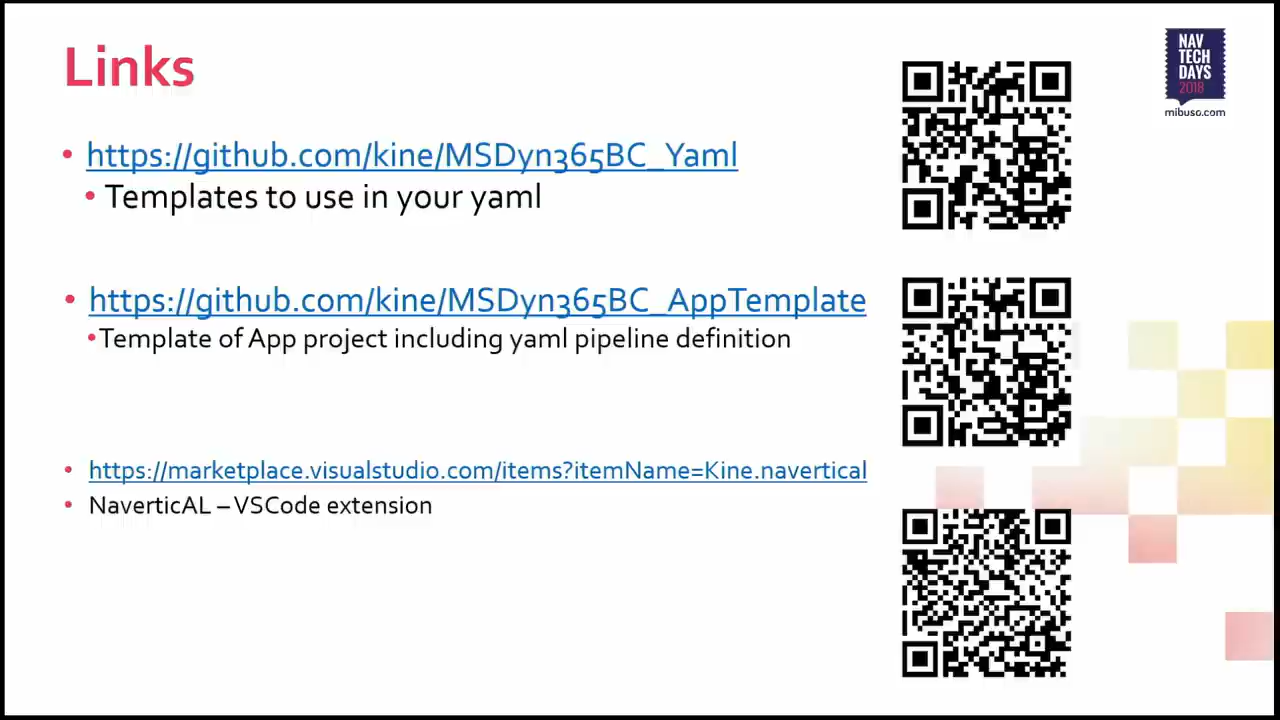 Links
NAV
TECH
DAYS
2018
mibuso.com
• https://github.com/kine/MSDyn365BC_Yaml
• Templates to use in your yaml
• https://github.com/kine/MSDyn365BC_AppTemplate
• Template of App project including yaml pipeline definition
• https://marketplace.visualstudio.com/items?itemName=Kine.navertical
• NaverticAL – VSCode extension